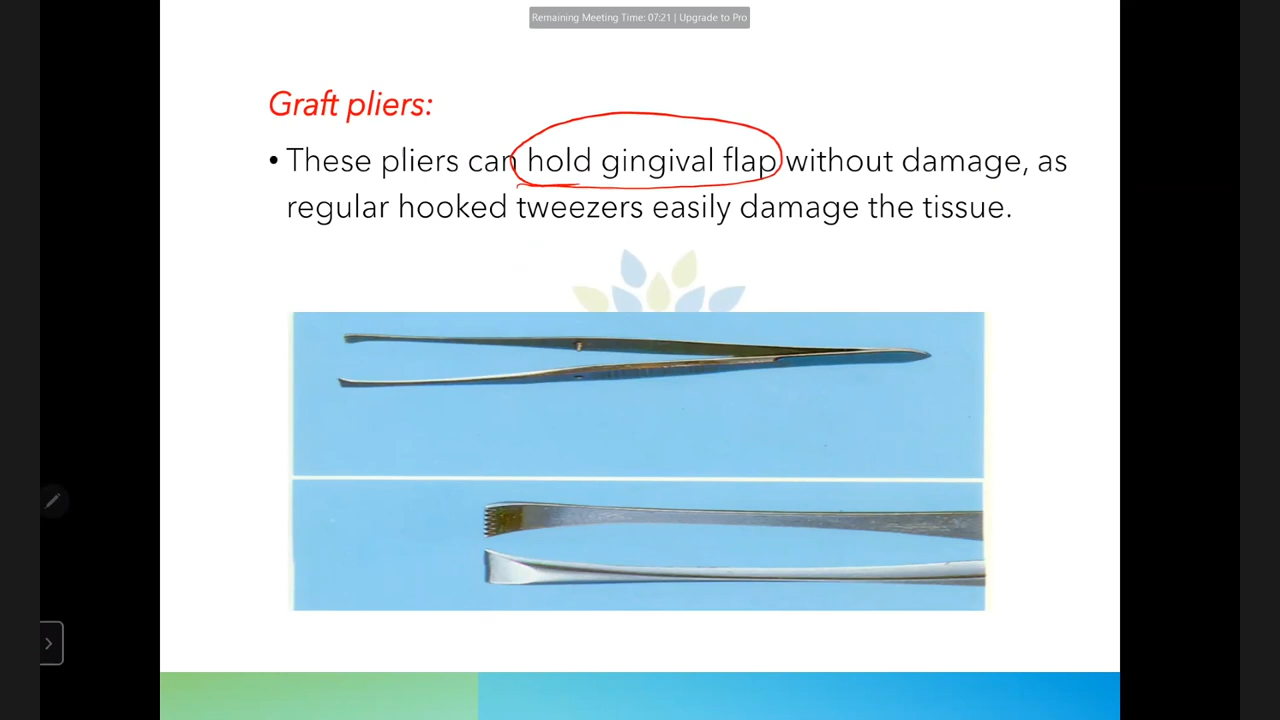 Remaining Meeting Time: 07:21 | Upgrade to Pro
Graft pliers:
• These pliers can hold gingival flap without damage, as
regular hooked tweezers easily damage the tissue.